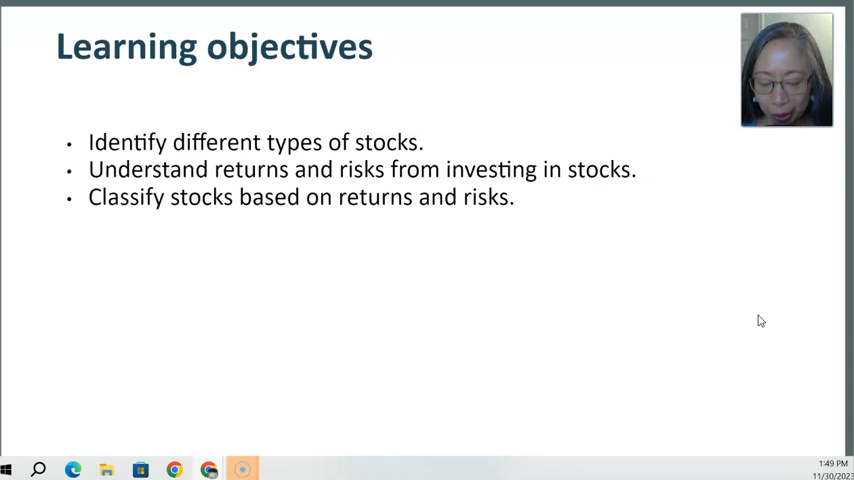 Learning objectives
• Identify different types of stocks.
• Understand returns and risks from investing in stocks.
• Classify stocks based on returns and risks.
1:49 PM
11/30/2023